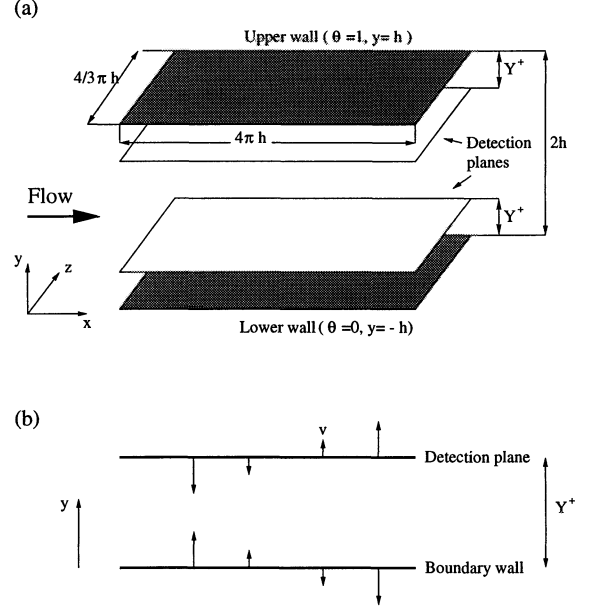 (a)
Upper wall ( θ =1, y= h )
4/3 π h
Y+
4π h
Detection
planes
2h
Flow
Y+
y
z
x
Lower wall ( θ =0, y= - h)
(b)
v
Detection plane
y
Y+
Boundary wall